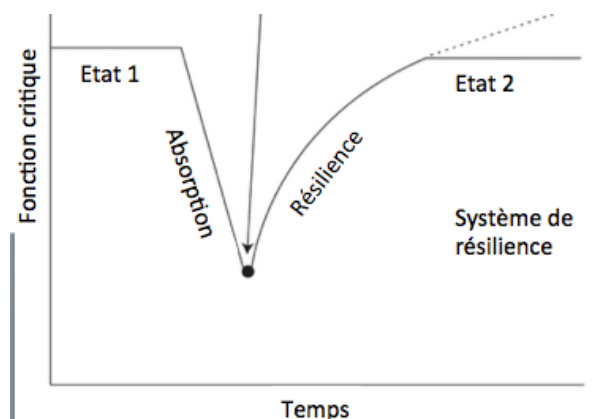 Fonction critique
Etat 1
Absorption
Résilience
Etat 2
Système de
résilience
Temps